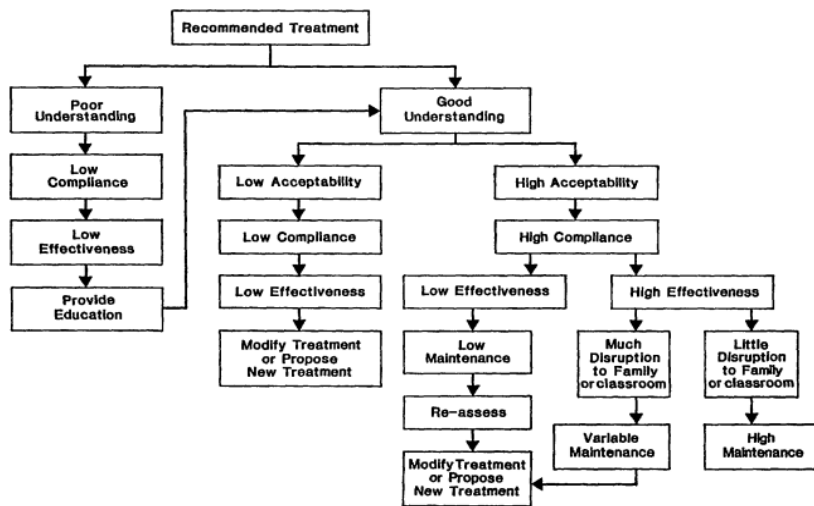 Recommended Treatment
Poor
Understanding
Good
Understanding
Low
Compliance
Low Acceptability
High Acceptability
Low
Effectiveness
Low Compliance
High Compliance
Provide
Education
Low Effectiveness
Low Effectiveness
High Effectiveness
Modify Treatment
or Propose
New Treatment
Low
Maintenance
Much
Disruption
to Family
or classroom
Little
Disruption
to Family
or classroom
Re-assess
Variable
Maintenance
High
Maintenance
Modify Treatment
or Propose
New Treatment